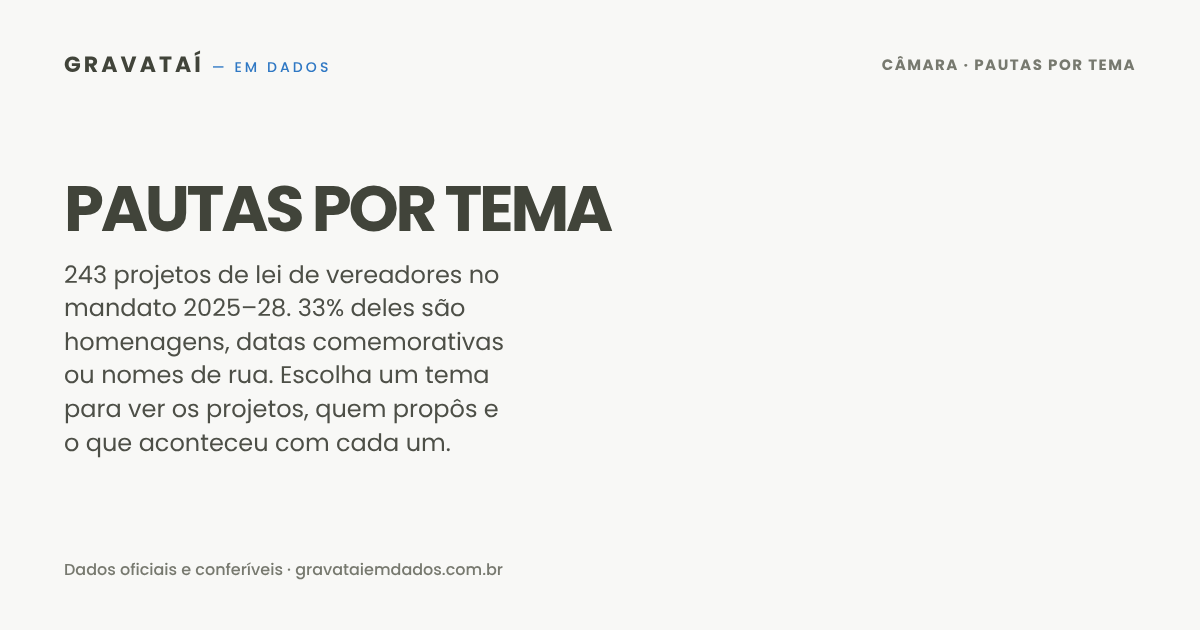 GRAVATAÍ — EM DADOS
CÂMARA · PAUTAS POR TEMA
PAUTAS POR TEMA
243 projetos de lei de vereadores no
mandato 2025–28. 33% deles são
homenagens, datas comemorativas
ou nomes de rua. Escolha um tema
para ver os projetos, quem propôs e
o que aconteceu com cada um.
Dados oficiais e conferíveis · gravataiemdados.com.br